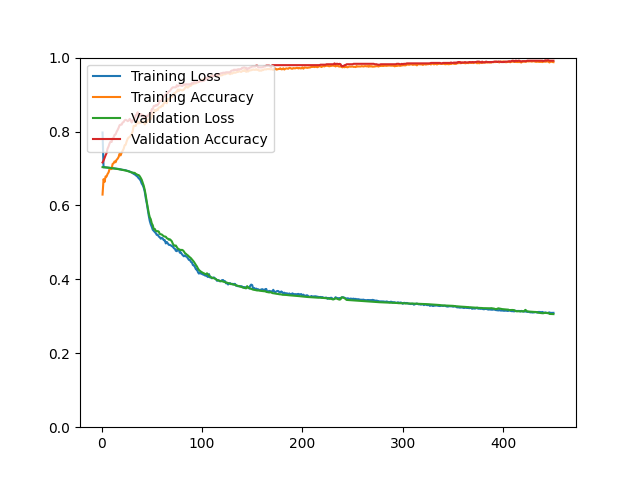 1.0
0.8
0.6
0.4
0.2
0.0
Training Loss
Training Accuracy
Validation Loss
Validation Accuracy
0 100 200 300 400